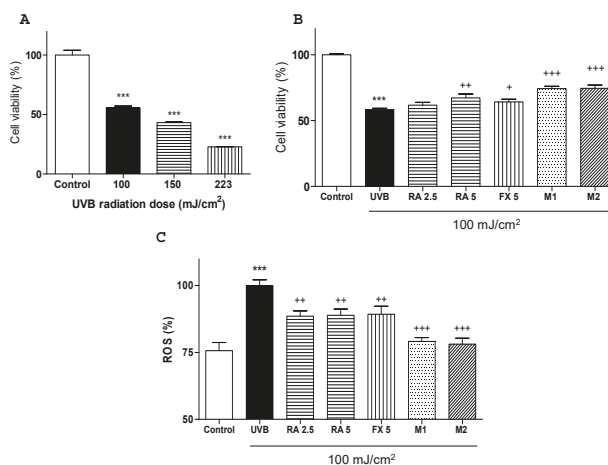 A
Cell viability (%)
100
50
0
***
***
***
Control 100 150 223
UVB radiation dose (mJ/cm²)
B
Cell viability (%)
100
50
0
***
++
+
+++
+++
Control UVB RA 2.5 RA 5 FX 5 M1 M2
100 mJ/cm²
C
ROS (%)
100
75
50
***
++
++
++
+++
+++
Control UVB RA 2.5 RA 5 FX 5 M1 M2
100 mJ/cm²